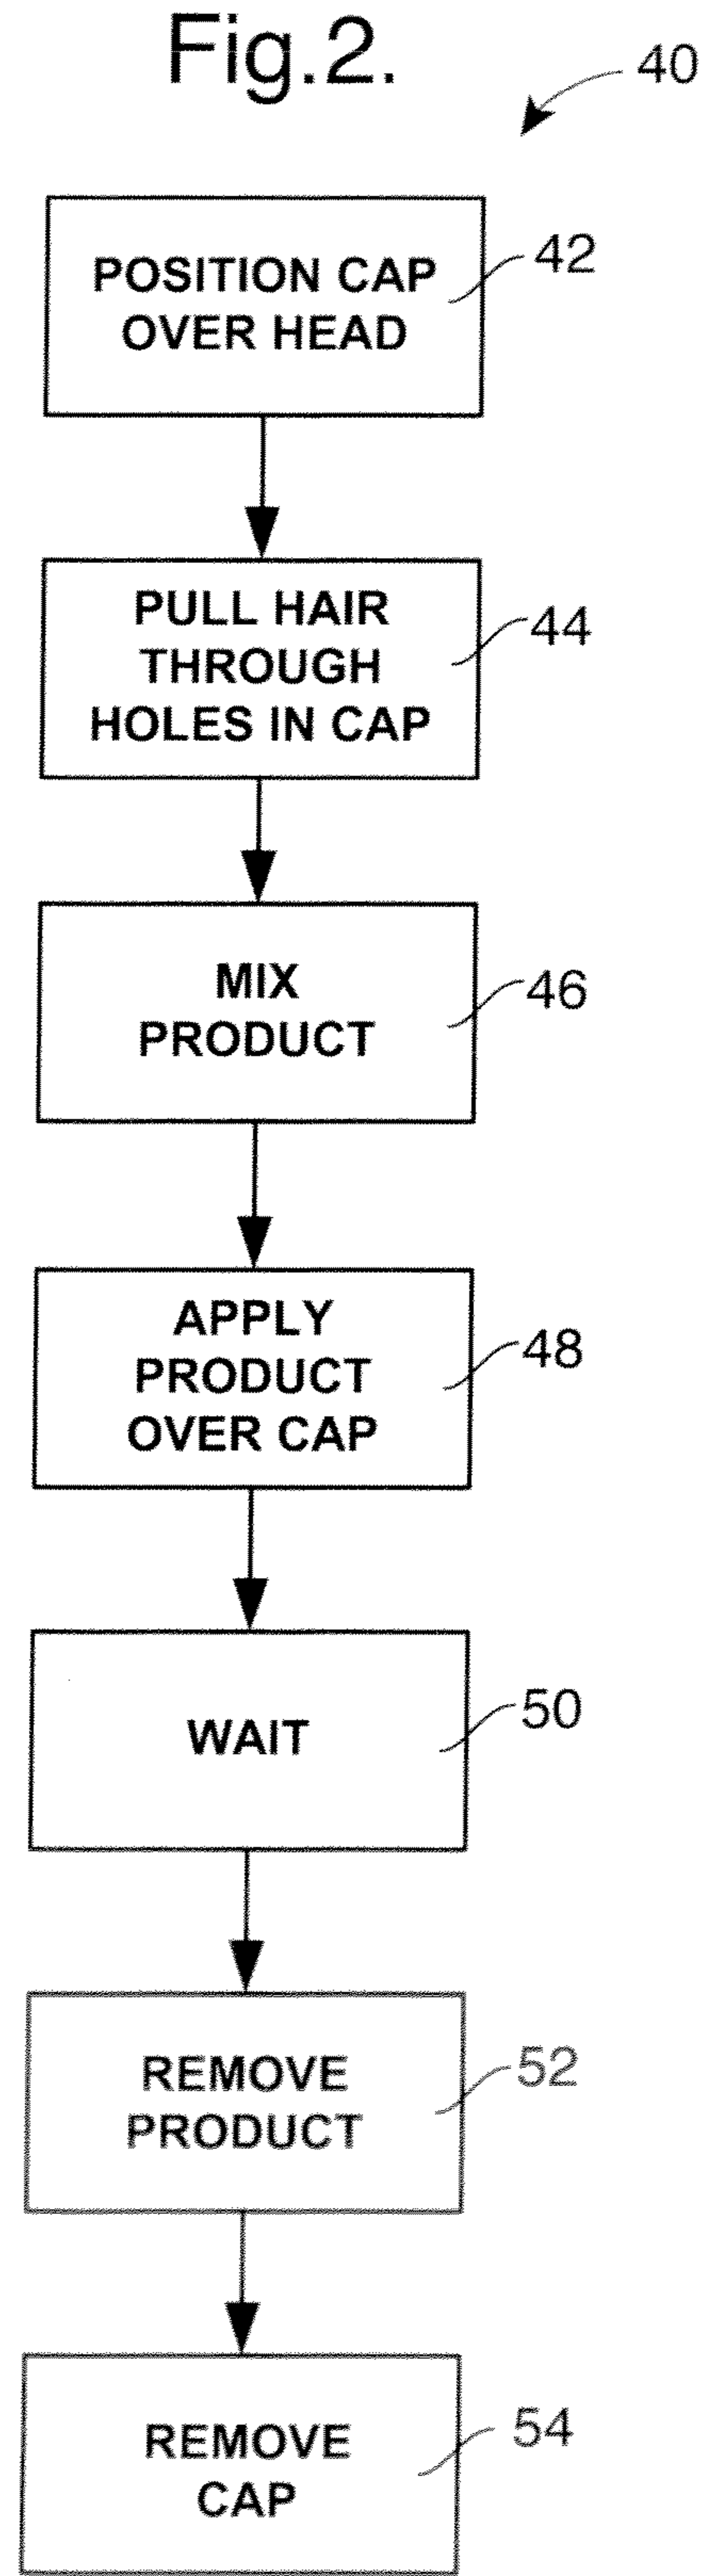 Fig.2.
40
POSITION CAP
OVER HEAD
42
PULL HAIR
THROUGH
HOLES IN CAP
44
MIX
PRODUCT
46
APPLY
PRODUCT
OVER CAP
48
WAIT
50
REMOVE
PRODUCT
52
REMOVE
CAP
54